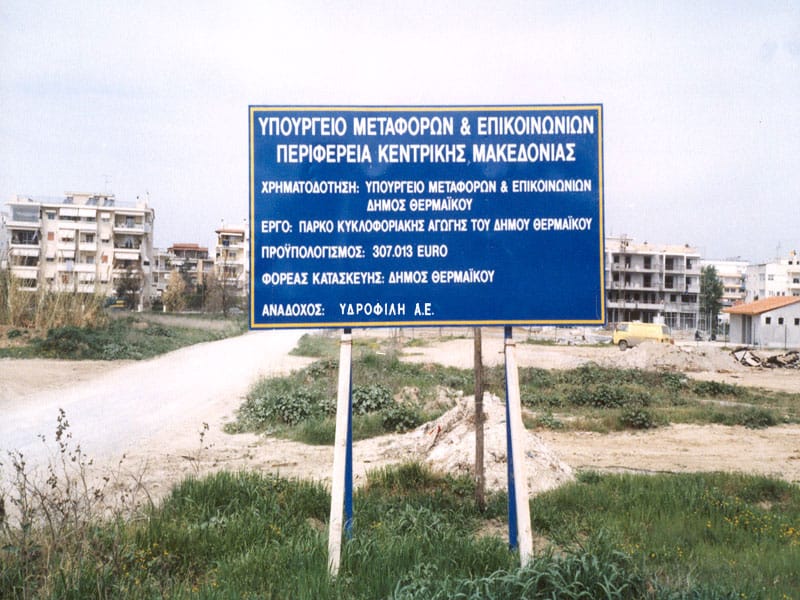 ΥΠΟΥΡΓΕΙΟ ΜΕΤΑΦΟΡΩΝ & ΕΠΙΚΟΙΝΩΝΙΩΝ
ΠΕΡΙΦΕΡΕΙΑ ΚΕΝΤΡΙΚΗΣ ΜΑΚΕΔΟΝΙΑΣ
ΧΡΗΜΑΤΟΔΟΤΗΣΗ: ΥΠΟΥΡΓΕΙΟ ΜΕΤΑΦΟΡΩΝ & ΕΠΙΚΟΙΝΩΝΙΩΝ
ΔΗΜΟΣ ΘΕΡΜΑΪΚΟΥ
ΕΡΓΟ: ΠΑΡΚΟ ΚΥΚΛΟΦΟΡΙΑΚΗΣ ΑΓΩΓΗΣ ΤΟΥ ΔΗΜΟΥ ΘΕΡΜΑΪΚΟΥ
ΠΡΟΫΠΟΛΟΓΙΣΜΟΣ: 307.013 EURO
ΦΟΡΕΑΣ ΚΑΤΑΣΚΕΥΗΣ: ΔΗΜΟΣ ΘΕΡΜΑΪΚΟΥ
ΑΝΑΔΟΧΟΣ: ΥΔΡΟΦΙΛΗ Α.Ε.